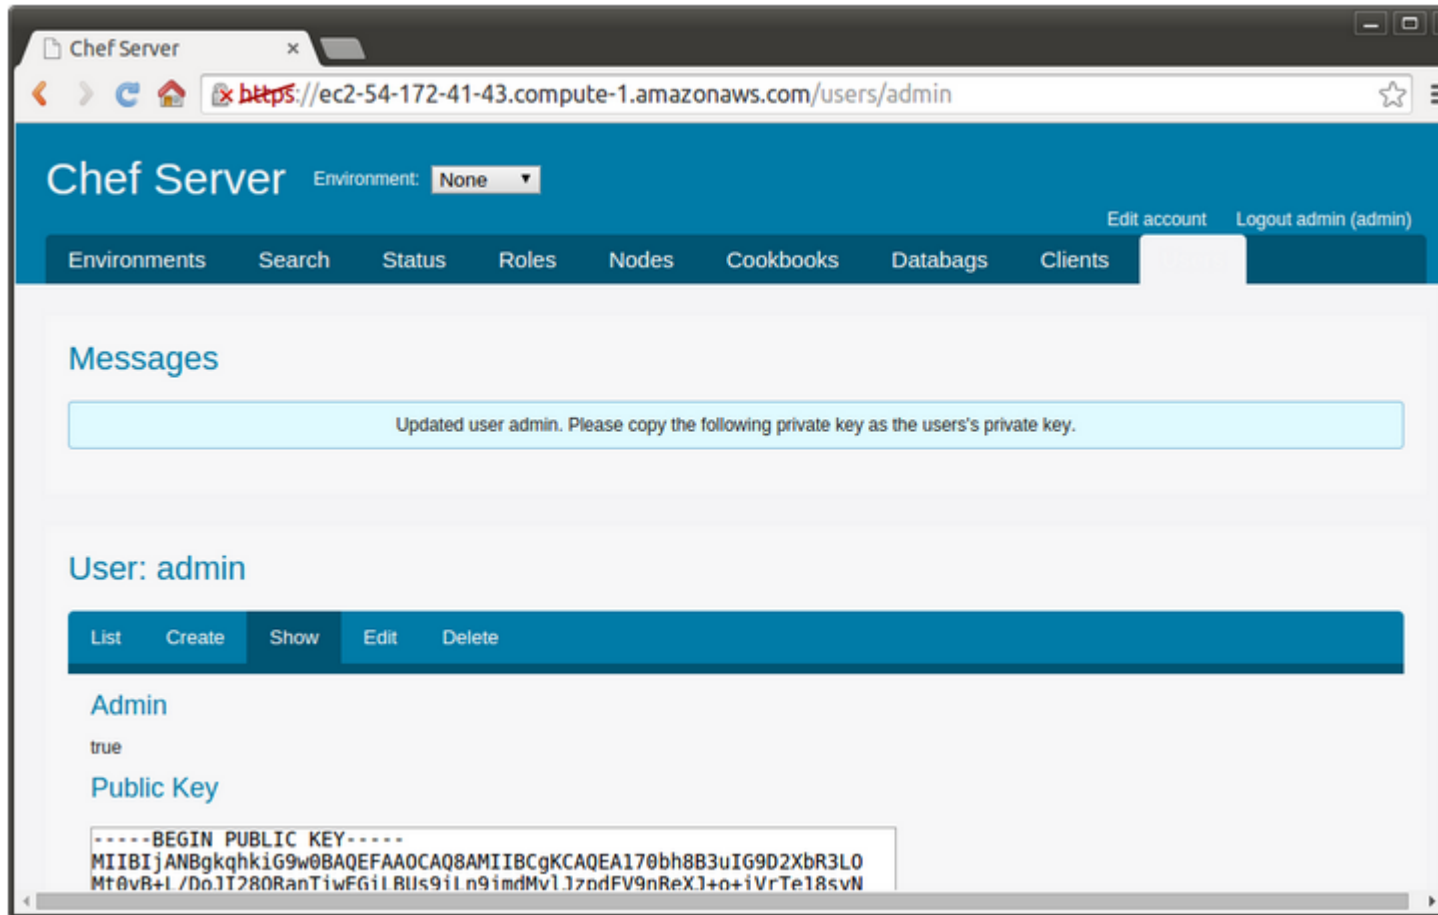 Chef Server
https://ec2-54-172-41-43.compute-1.amazonaws.com/users/admin
Chef Server Environment: None
Edit account Logout admin (admin)
Environments Search Status Roles Nodes Cookbooks Databags Clients
Messages
Updated user admin. Please copy the following private key as the users's private key.
User: admin
List Create Show Edit Delete
Admin
true
Public Key
-----BEGIN PUBLIC KEY-----
MIIBIjANBgkqhkiG9w0BAQEFAAOCAQ8AMIIBCgKCAQEA170bh8B3uIG9D2XbR3LO